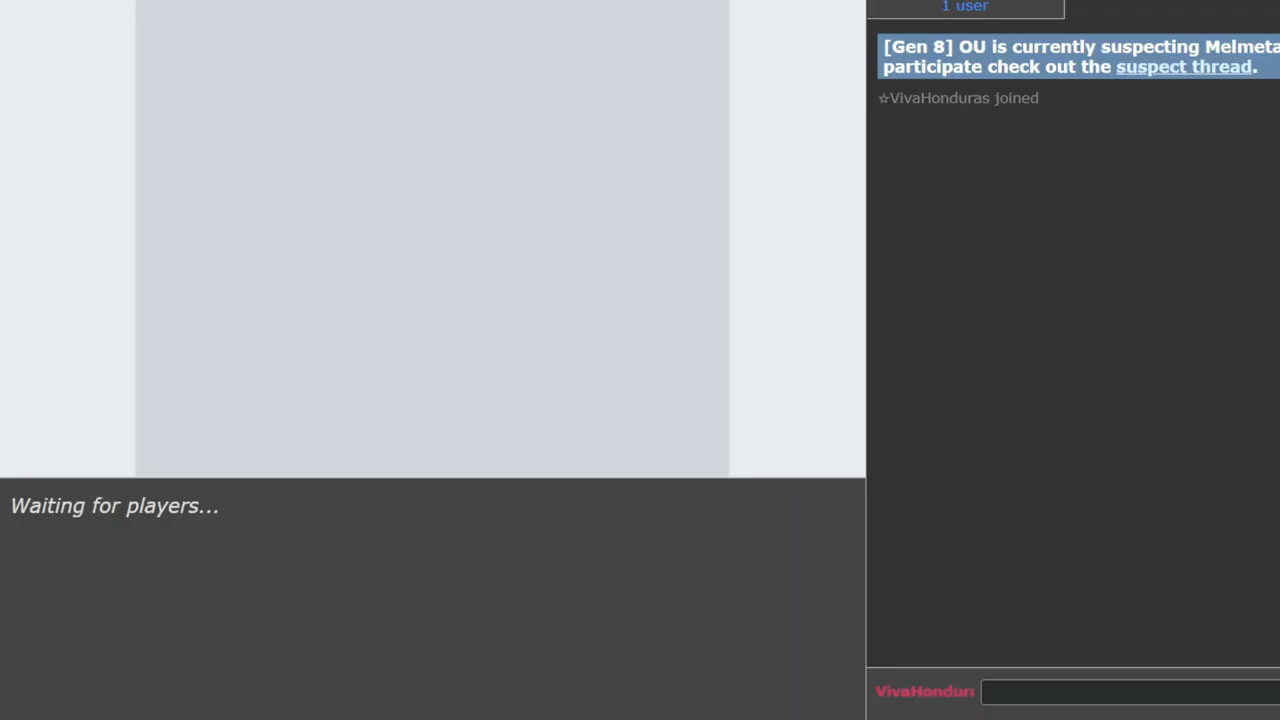 1 user
[Gen 8] OU is currently suspecting Melmeta
participate check out the suspect thread.
☆VivaHonduras joined
Waiting for players...
VivaHondur